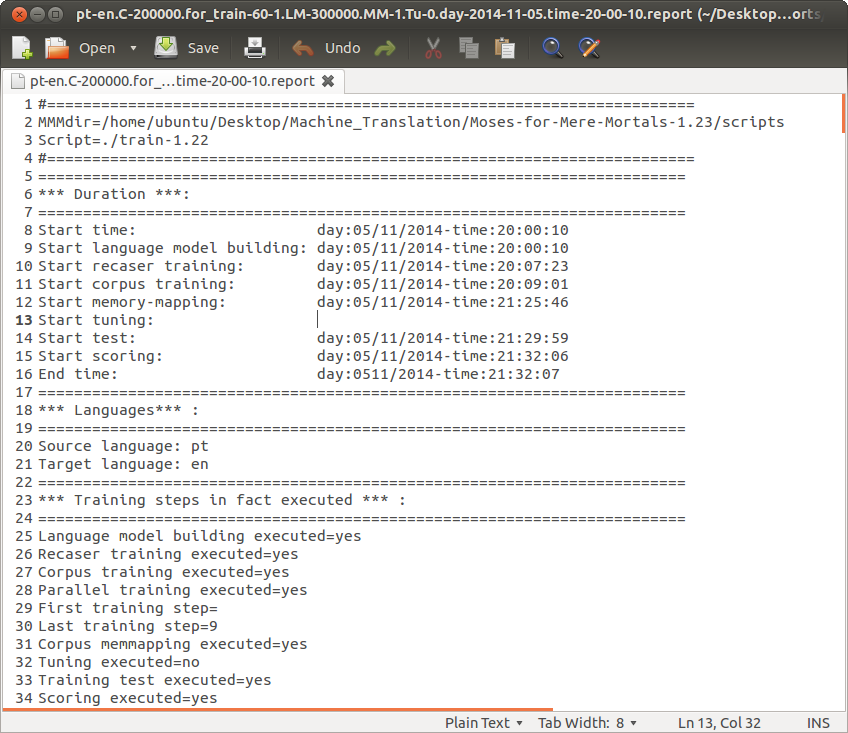 pt-en.C-200000.for_train-60-1.LM-300000.MM-1.Tu-0.day-2014-11-05.time-20-00-10.report (~/Desktop...orts
Open Save Undo
pt-en.C-200000.for_...time-20-00-10.report
1 #========================================================================
2 MMMdir=/home/ubuntu/Desktop/Machine_Translation/Moses-for-Mere-Mortals-1.23/scripts
3 Script=./train-1.22
4 #========================================================================
5 ========================================================================
6 *** Duration ***:
7 ========================================================================
8 Start time: day:05/11/2014-time:20:00:10
9 Start language model building: day:05/11/2014-time:20:00:10
10 Start recaser training: day:05/11/2014-time:20:07:23
11 Start corpus training: day:05/11/2014-time:20:09:01
12 Start memory-mapping: day:05/11/2014-time:21:25:46
13 Start tuning:
14 Start test: day:05/11/2014-time:21:29:59
15 Start scoring: day:05/11/2014-time:21:32:06
16 End time: day:0511/2014-time:21:32:07
17 ========================================================================
18 *** Languages*** :
19 ========================================================================
20 Source language: pt
21 Target language: en
22 ========================================================================
23 *** Training steps in fact executed *** :
24 ========================================================================
25 Language model building executed=yes
26 Recaser training executed=yes
27 Corpus training executed=yes
28 Parallel training executed=yes
29 First training step=
30 Last training step=9
31 Corpus memmapping executed=yes
32 Tuning executed=no
33 Training test executed=yes
34 Scoring executed=yes
Plain Text Tab Width: 8 Ln 13, Col 32 INS